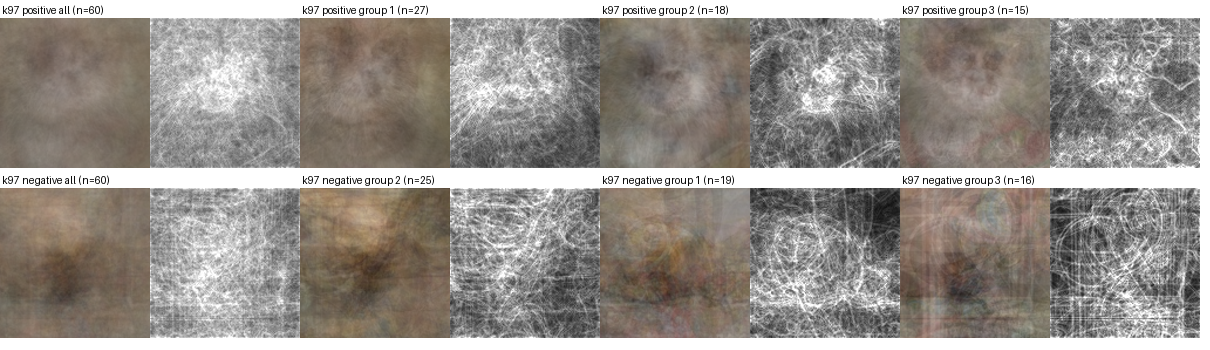 k97 positive all (n=60)
k97 positive group 1 (n=27)
k97 positive group 2 (n=18)
k97 positive group 3 (n=15)
k97 negative all (n=60)
k97 negative group 2 (n=25)
k97 negative group 1 (n=19)
k97 negative group 3 (n=16)